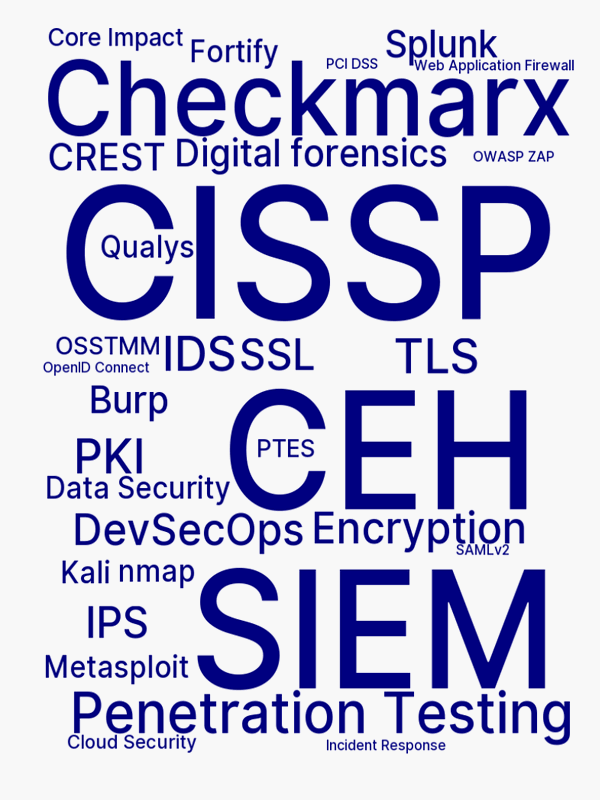 Core Impact
Fortify
Splunk
PCI DSS
Web Application Firewall
Checkmarx
CREST
Digital forensics
OWASP ZAP
CISSP
Qualys
OSSTMM
IDS
SSL
TLS
OpenID Connect
Burp
CEH
PKI
PTES
Data Security
DevSecOps
Encryption
SAMLv2
Kali
nmap
SIEM
IPS
Metasploit
Penetration Testing
Cloud Security
Incident Response